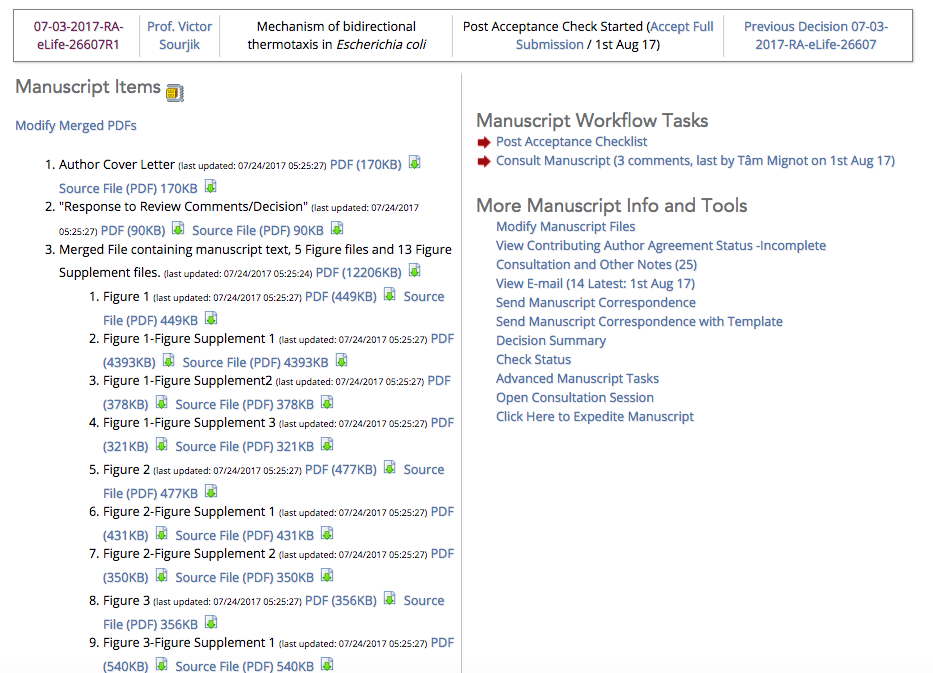 07-03-2017-RA-
eLife-26607R1
Prof. Victor
Sourjik
Mechanism of bidirectional
thermotaxis in Escherichia coli
Post Acceptance Check Started (Accept Full
Submission / 1st Aug 17)
Previous Decision 07-03-
2017-RA-eLife-26607
Manuscript Items
Modify Merged PDFs
1. Author Cover Letter (last updated: 07/24/2017 05:25:27) PDF (170KB)
Source File (PDF) 170KB
2. "Response to Review Comments/Decision" (last updated: 07/24/2017
05:25:27) PDF (90KB) Source File (PDF) 90KB
3. Merged File containing manuscript text, 5 Figure files and 13 Figure
Supplement files. (last updated: 07/24/2017 05:25:24) PDF (12206KB)
1. Figure 1 (last updated: 07/24/2017 05:25:27) PDF (449KB) Source
File (PDF) 449KB
2. Figure 1-Figure Supplement 1 (last updated: 07/24/2017 05:25:27) PDF
(4393KB) Source File (PDF) 4393KB
3. Figure 1-Figure Supplement2 (last updated: 07/24/2017 05:25:27) PDF
(378KB) Source File (PDF) 378KB
4. Figure 1-Figure Supplement 3 (last updated: 07/24/2017 05:25:27) PDF
(321KB) Source File (PDF) 321KB
5. Figure 2 (last updated: 07/24/2017 05:25:27) PDF (477KB) Source
File (PDF) 477KB
6. Figure 2-Figure Supplement 1 (last updated: 07/24/2017 05:25:27) PDF
(431KB) Source File (PDF) 431KB
7. Figure 2-Figure Supplement 2 (last updated: 07/24/2017 05:25:27) PDF
(350KB) Source File (PDF) 350KB
8. Figure 3 (last updated: 07/24/2017 05:25:27) PDF (356KB) Source
File (PDF) 356KB
9. Figure 3-Figure Supplement 1 (last updated: 07/24/2017 05:25:27) PDF
(540KB) Source File (PDF) 540KB
Manuscript Workflow Tasks
Post Acceptance Checklist
Consult Manuscript (3 comments, last by Tâm Mignot on 1st Aug 17)
More Manuscript Info and Tools
Modify Manuscript Files
View Contributing Author Agreement Status -Incomplete
Consultation and Other Notes (25)
View E-mail (14 Latest: 1st Aug 17)
Send Manuscript Correspondence
Send Manuscript Correspondence with Template
Decision Summary
Check Status
Advanced Manuscript Tasks
Open Consultation Session
Click Here to Expedite Manuscript